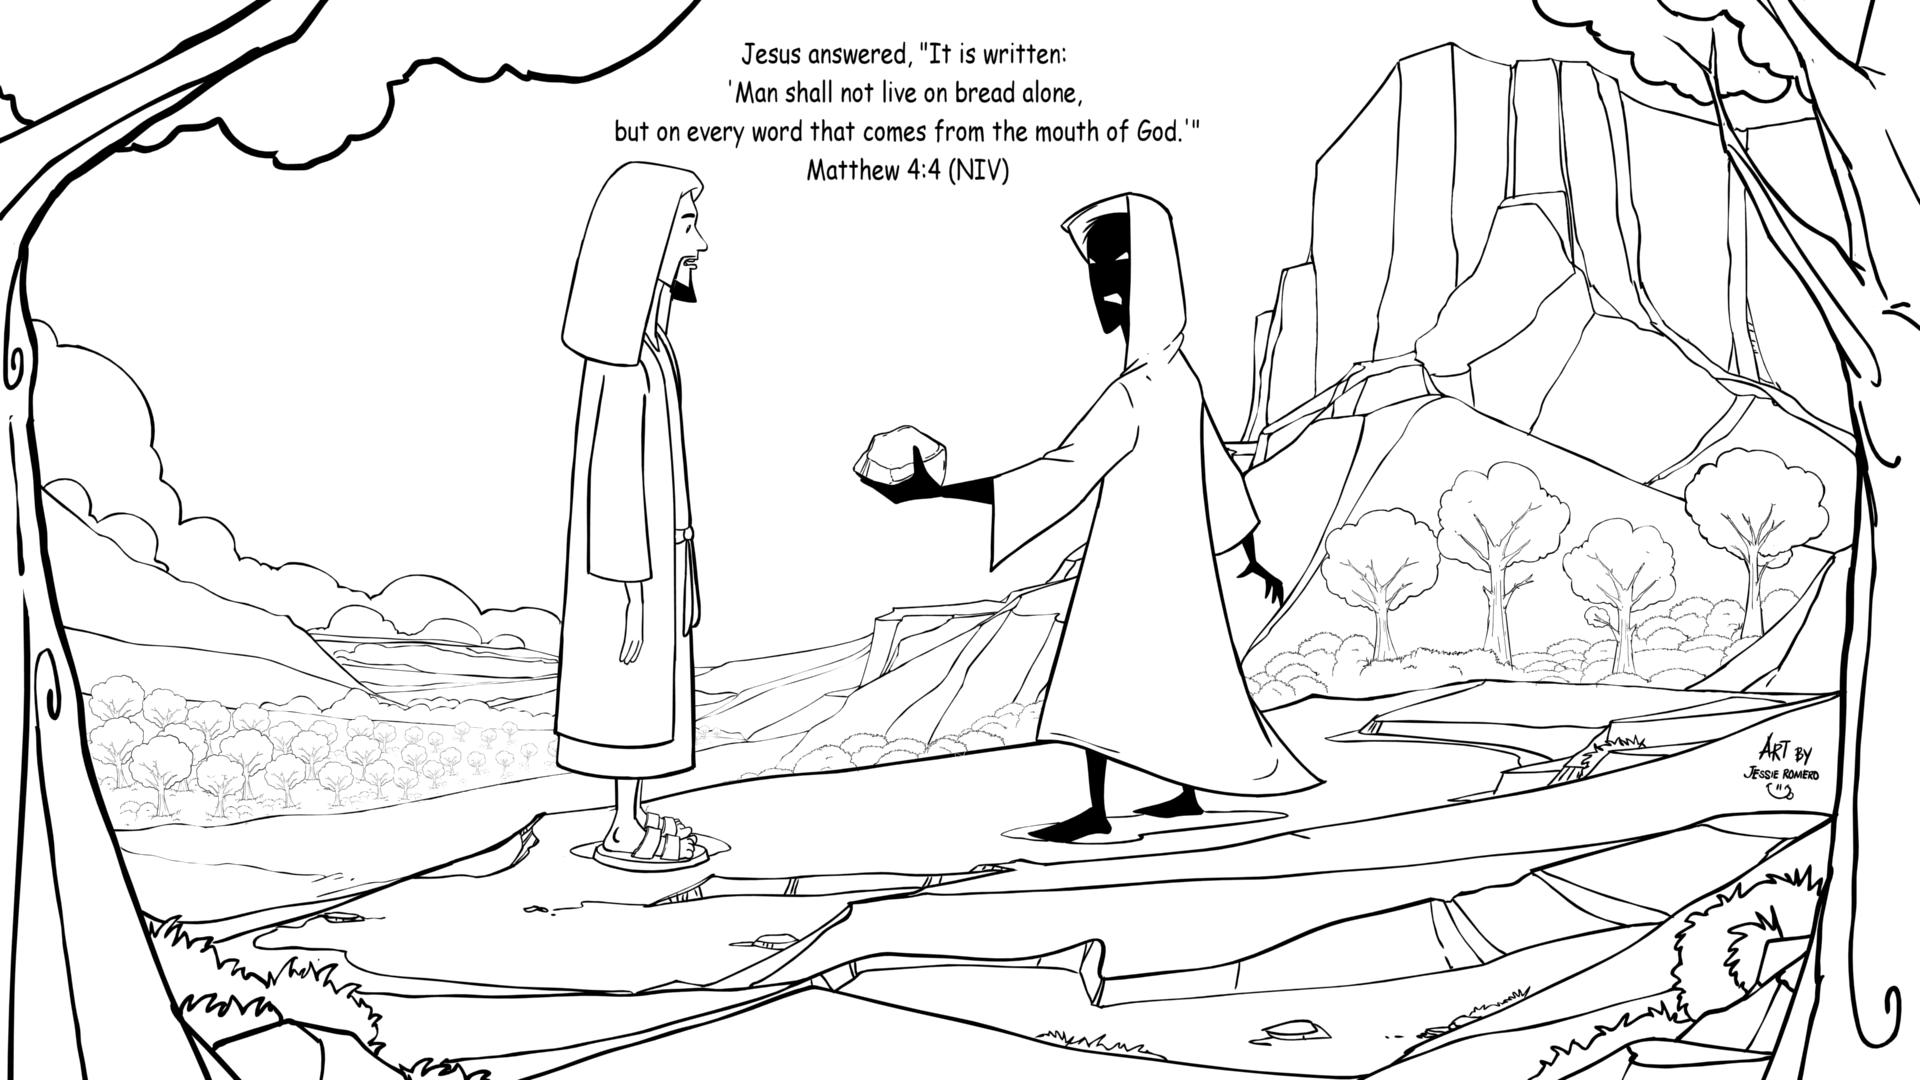 Jesus answered, "It is written:
'Man shall not live on bread alone,
but on every word that comes from the mouth of God.'"
Matthew 4:4 (NIV)
ART BY
JESSIE ROMERO